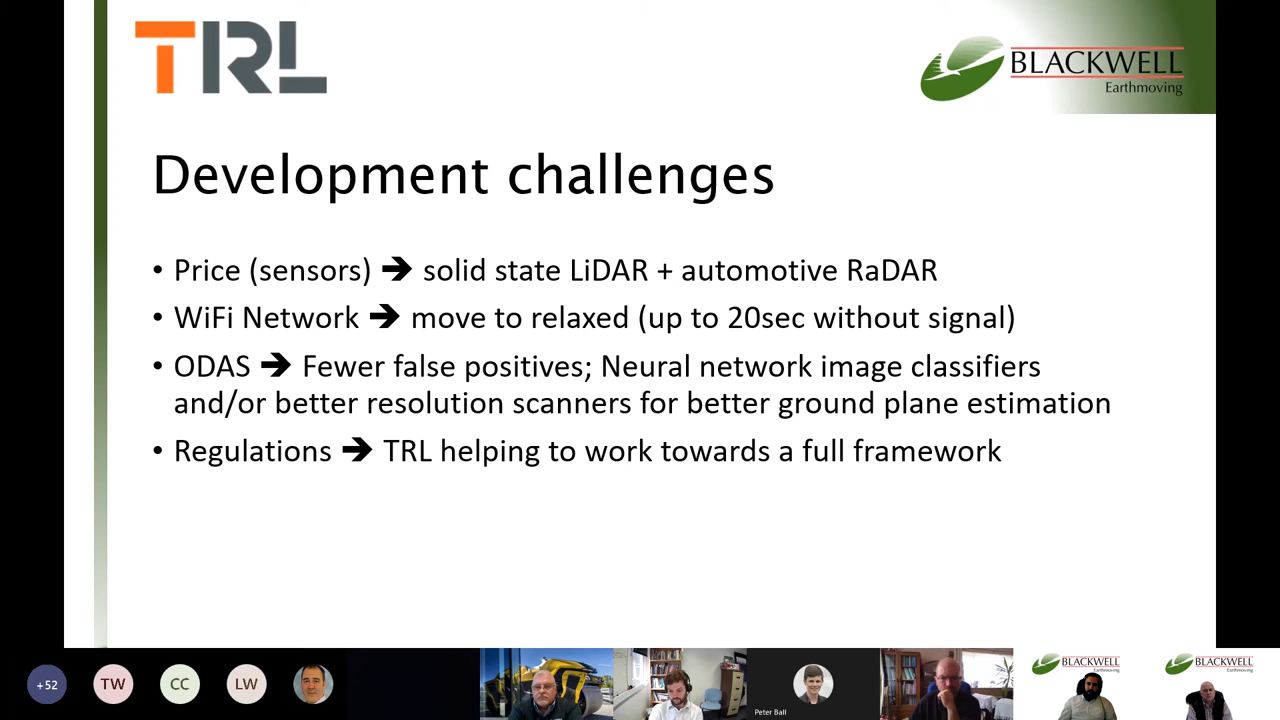 TRL
BLACKWELL
Earthmoving
Development challenges
• Price (sensors) ➔ solid state LiDAR + automotive RaDAR
• WiFi Network ➔ move to relaxed (up to 20sec without signal)
• ODAS ➔ Fewer false positives; Neural network image classifiers
and/or better resolution scanners for better ground plane estimation
• Regulations ➔ TRL helping to work towards a full framework
+52
TW
CC
LW
Peter Ball
BLACKWELL
Earthmoving
BLACKWELL
Earthmoving